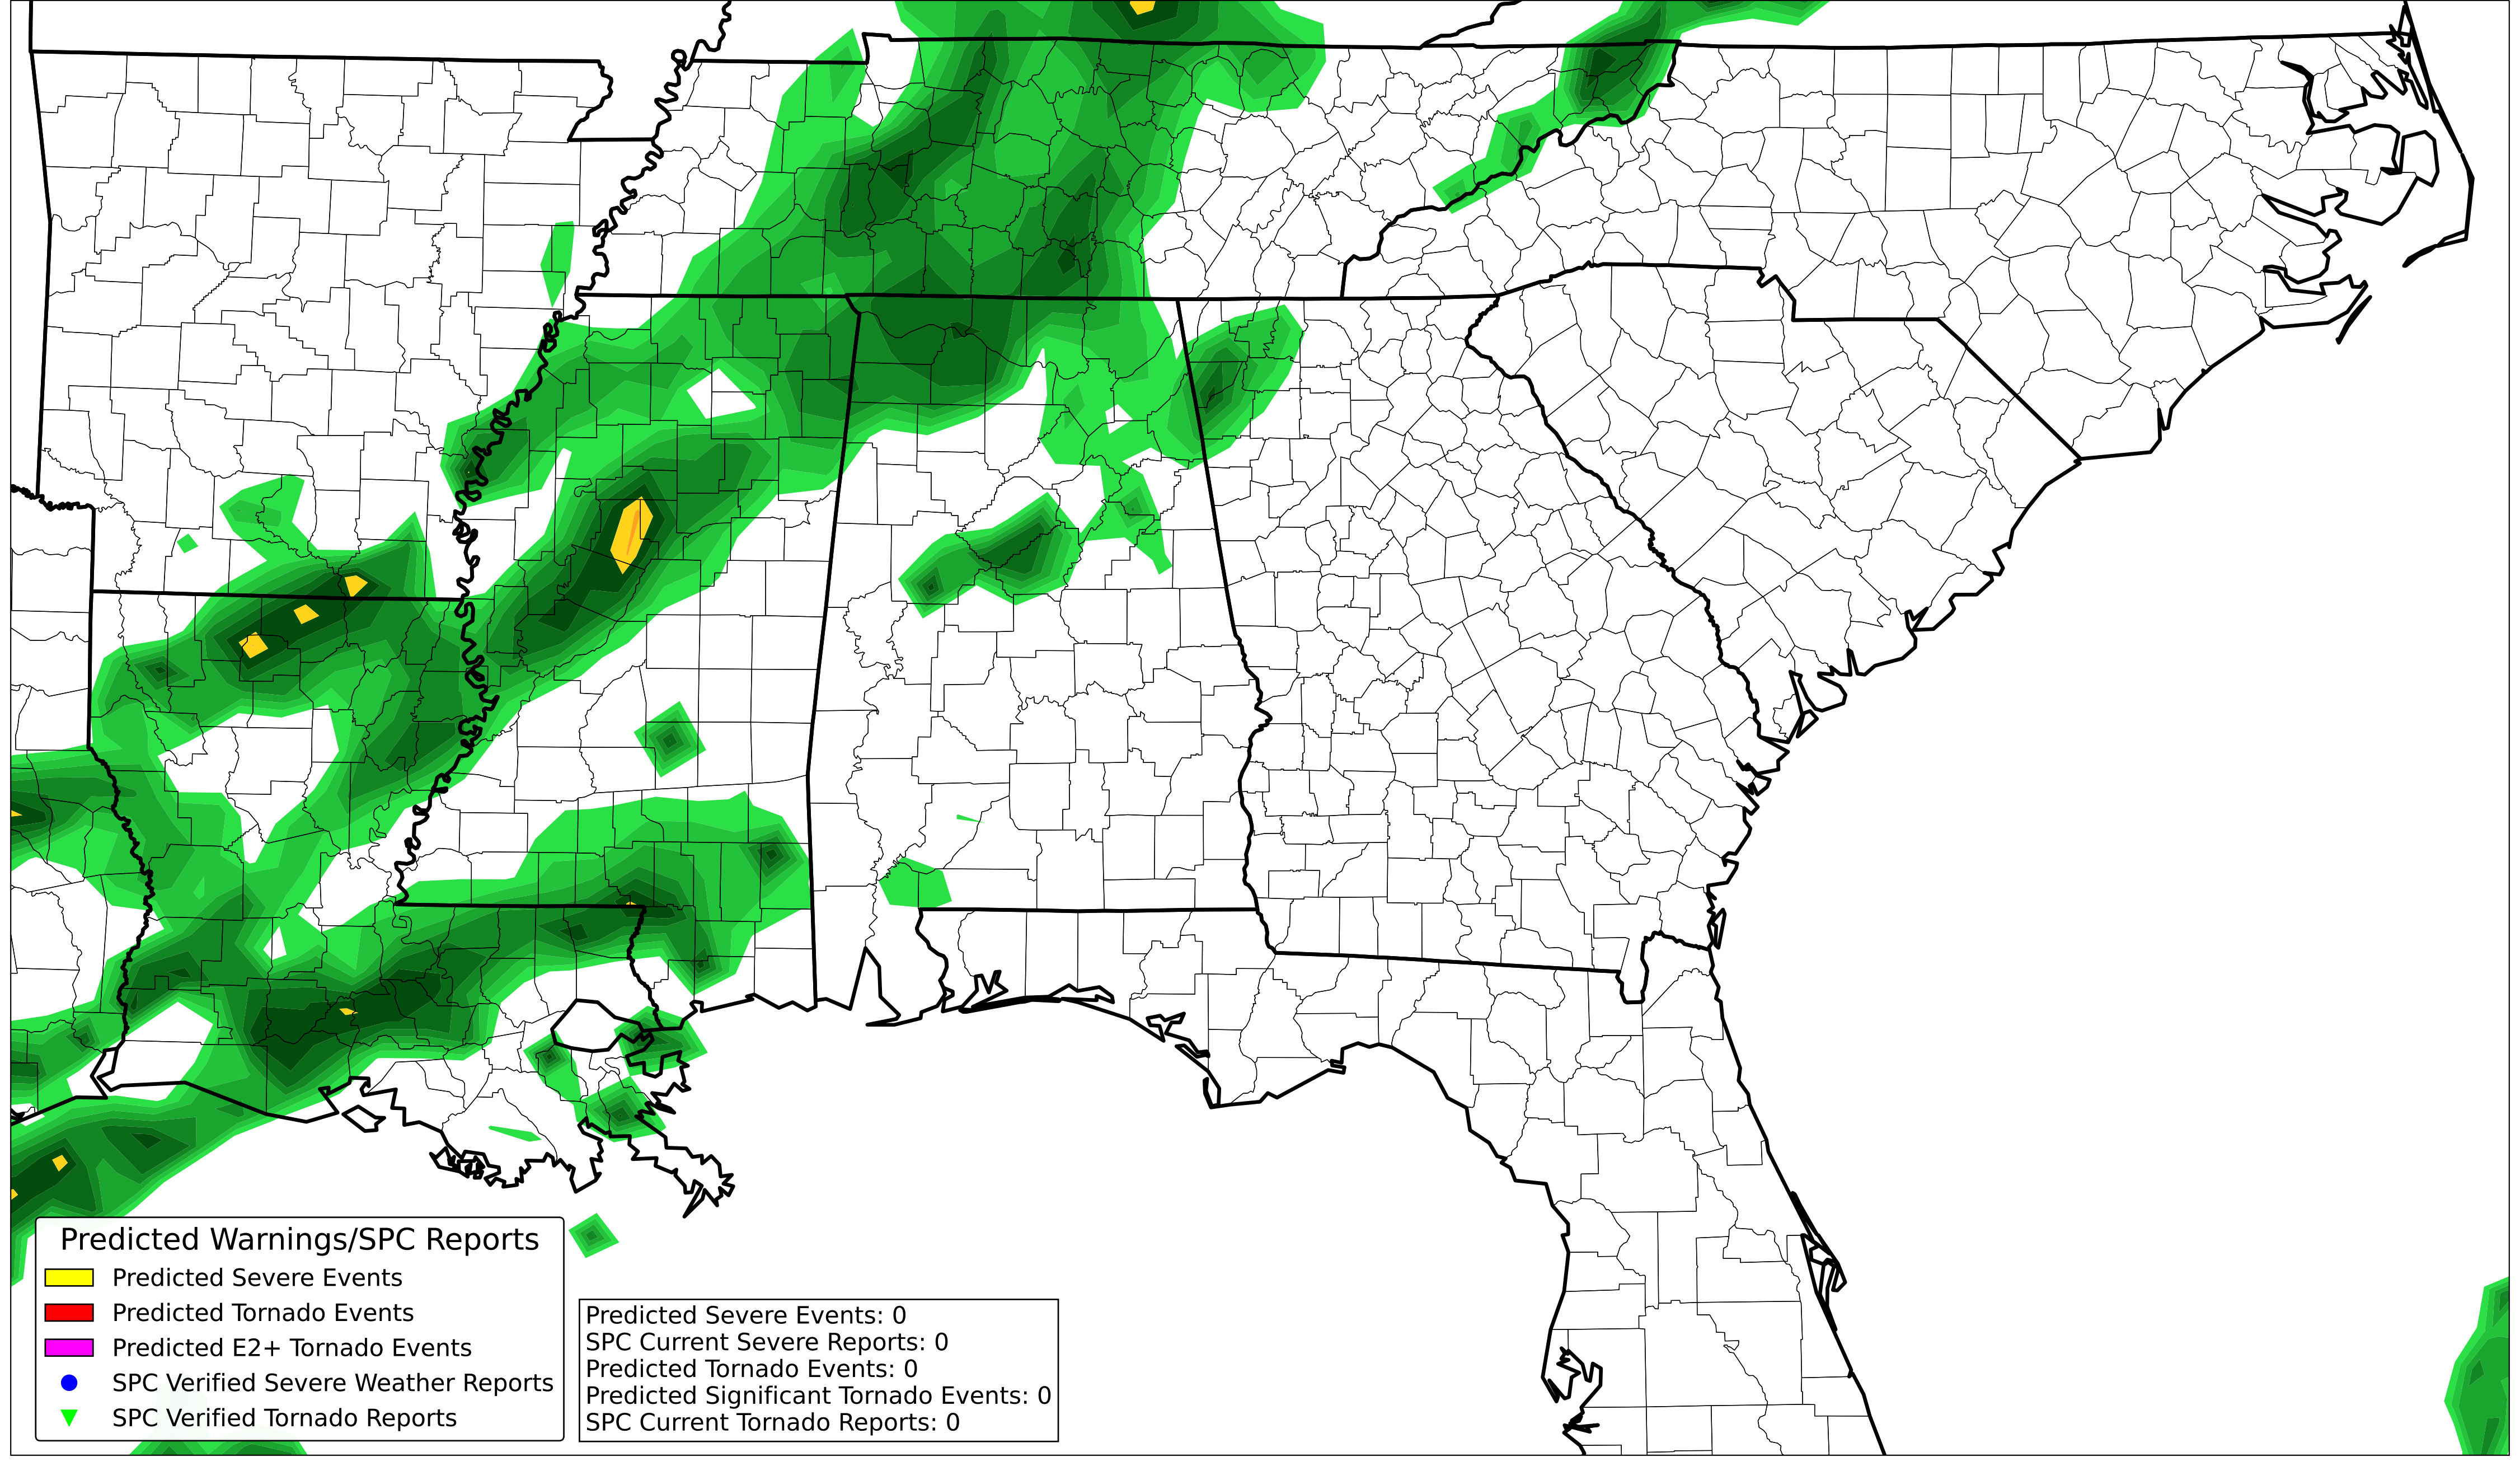 Predicted Warnings/SPC Reports
Predicted Severe Events
Predicted Tornado Events
Predicted E2+ Tornado Events
SPC Verified Severe Weather Reports
SPC Verified Tornado Reports
Predicted Severe Events: 0
SPC Current Severe Reports: 0
Predicted Tornado Events: 0
Predicted Significant Tornado Events: 0
SPC Current Tornado Reports: 0